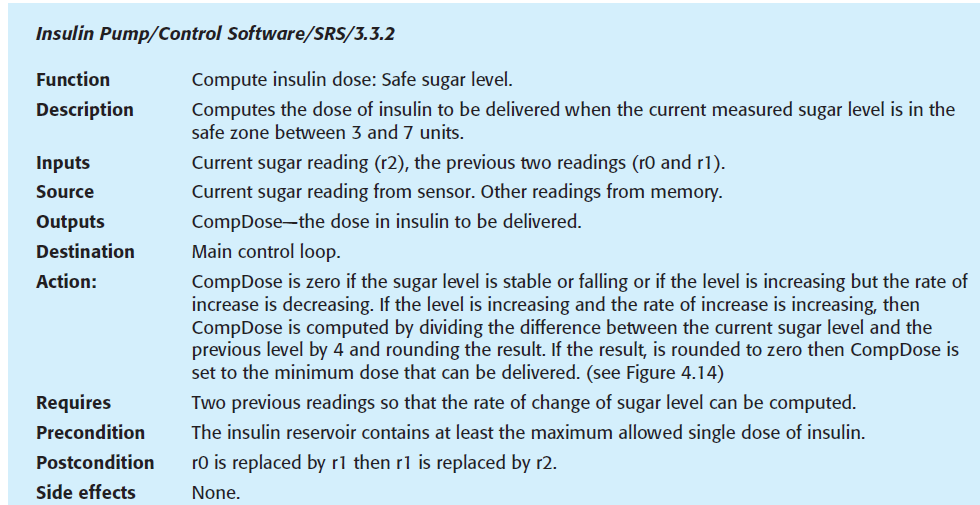 Insulin Pump/Control Software/SRS/3.3.2
Function Compute insulin dose: Safe sugar level.
Description Computes the dose of insulin to be delivered when the current measured sugar level is in the
safe zone between 3 and 7 units.
Inputs Current sugar reading (r2), the previous two readings (r0 and r1).
Source Current sugar reading from sensor. Other readings from memory.
Outputs CompDose—the dose in insulin to be delivered.
Destination Main control loop.
Action: CompDose is zero if the sugar level is stable or falling or if the level is increasing but the rate of
increase is decreasing. If the level is increasing and the rate of increase is increasing, then
CompDose is computed by dividing the difference between the current sugar level and the
previous level by 4 and rounding the result. If the result, is rounded to zero then CompDose is
set to the minimum dose that can be delivered. (see Figure 4.14)
Requires Two previous readings so that the rate of change of sugar level can be computed.
Precondition The insulin reservoir contains at least the maximum allowed single dose of insulin.
Postcondition r0 is replaced by r1 then r1 is replaced by r2.
Side effects None.